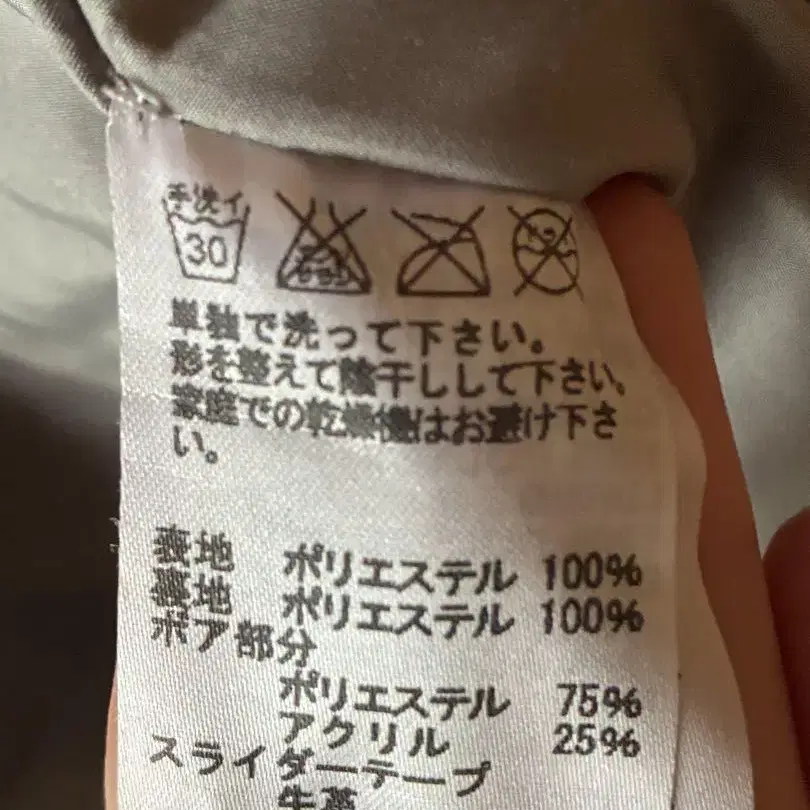 手洗イ
30
単独で洗って下さい。
形を整えて陰干しして下さい。
家庭での乾燥機はお避け下さ
い。
表地 ポリエステル 100%
裏地 ポリエステル 100%
ボア部分
ポリエステル 75%
アクリル 25%
スライダーテープ
牛革